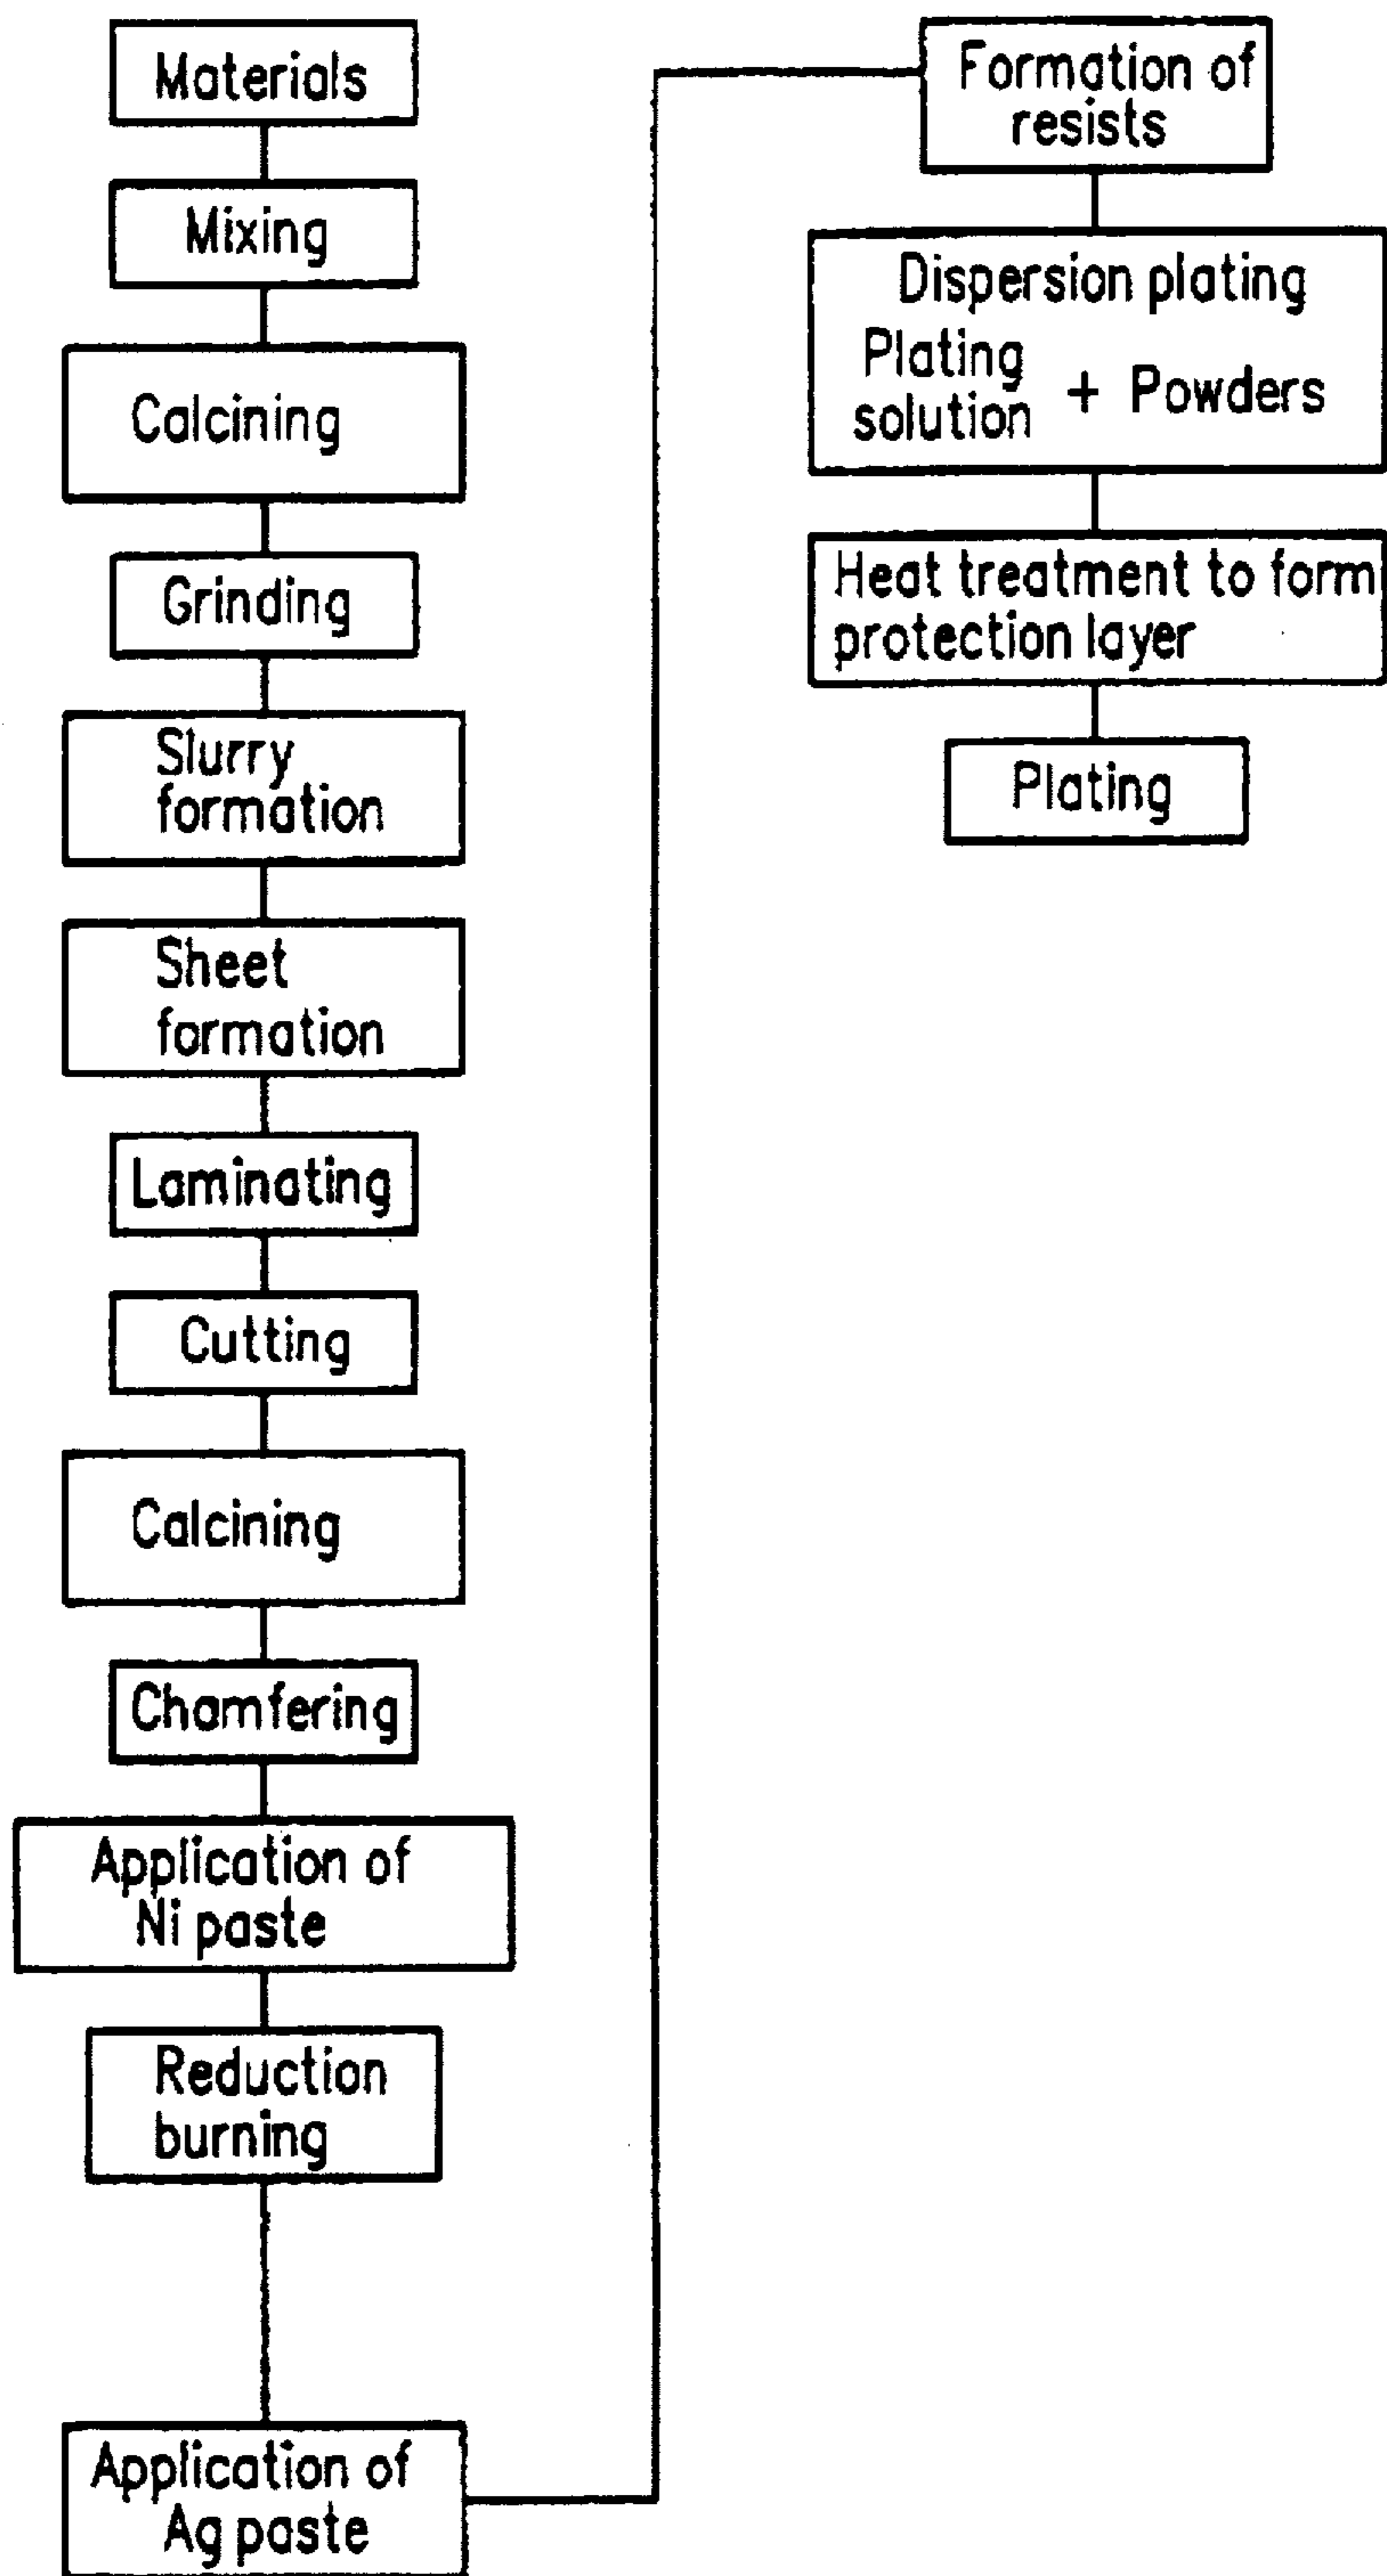 Materials
Mixing
Calcining
Grinding
Slurry
formation
Sheet
formation
Laminating
Cutting
Calcining
Chamfering
Application of
Ni paste
Reduction
burning
Application of
Ag paste
Formation of
resists
Dispersion plating
Plating
solution + Powders
Heat treatment to form
protection layer
Plating